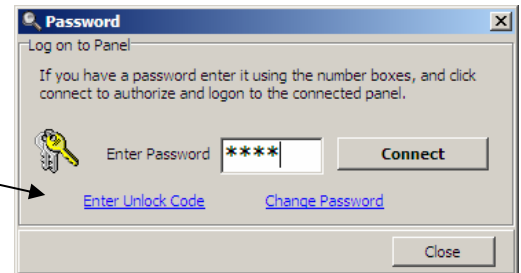 Password
Log on to Panel
If you have a password enter it using the number boxes, and click
connect to authorize and logon to the connected panel.
Enter Password **** Connect
Enter Unlock Code Change Password
Close